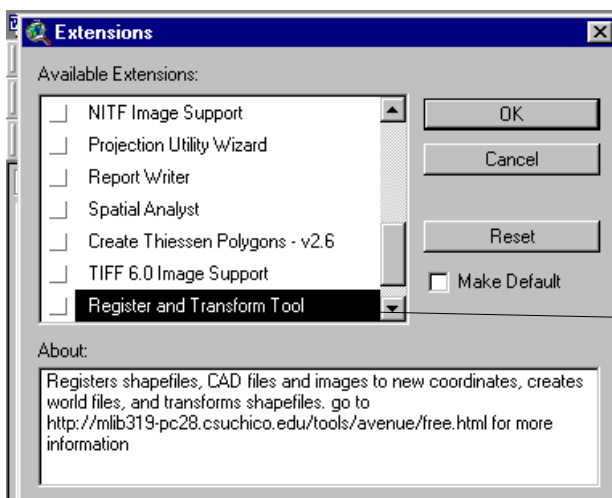 Extensions
Available Extensions:
NITF Image Support
Projection Utility Wizard
Report Writer
Spatial Analyst
Create Thiessen Polygons - v2.6
TIFF 6.0 Image Support
Register and Transform Tool
OK
Cancel
Reset
Make Default
About:
Registers shapefiles, CAD files and images to new coordinates, creates
world files, and transforms shapefiles. go to
http://mlib319-pc28.csuchico.edu/tools/avenue/free.html for more
information